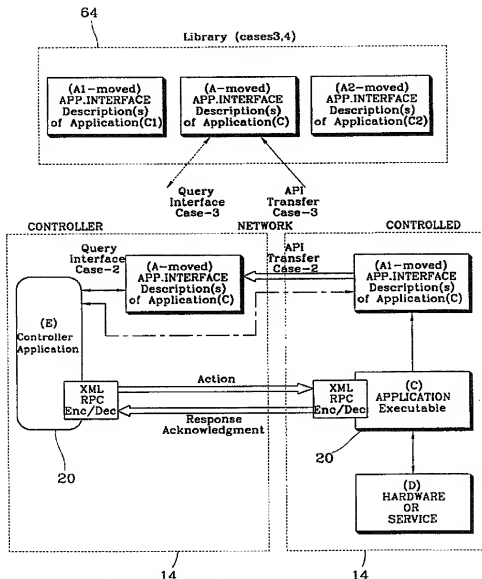 64
Library (cases3,4)
(A1-moved)
APP.INTERFACE
Description(s)
of Application(C1)
(A-moved)
APP.INTERFACE
Description(s)
of Application(C)
(A2-moved)
APP.INTERFACE
Description(s)
of Application(C2)
Query
Interface
Case-3
API
Transfer
Case-3
CONTROLLER
NETWORK
CONTROLLED
Query
Interface
Case-2
(A-moved)
APP.INTERFACE
Description(s)
of Application(C)
API
Transfer
Case-2
(A1-moved)
APP.INTERFACE
Description(s)
of Application(C)
(E)
Controller
Application
XML
RPC
Enc/Dec
Action
Response
Acknowledgment
XML
RPC
Enc/Dec
(C)
APPLICATION
Executable
20
20
(D)
HARDWARE
OR
SERVICE
14
14